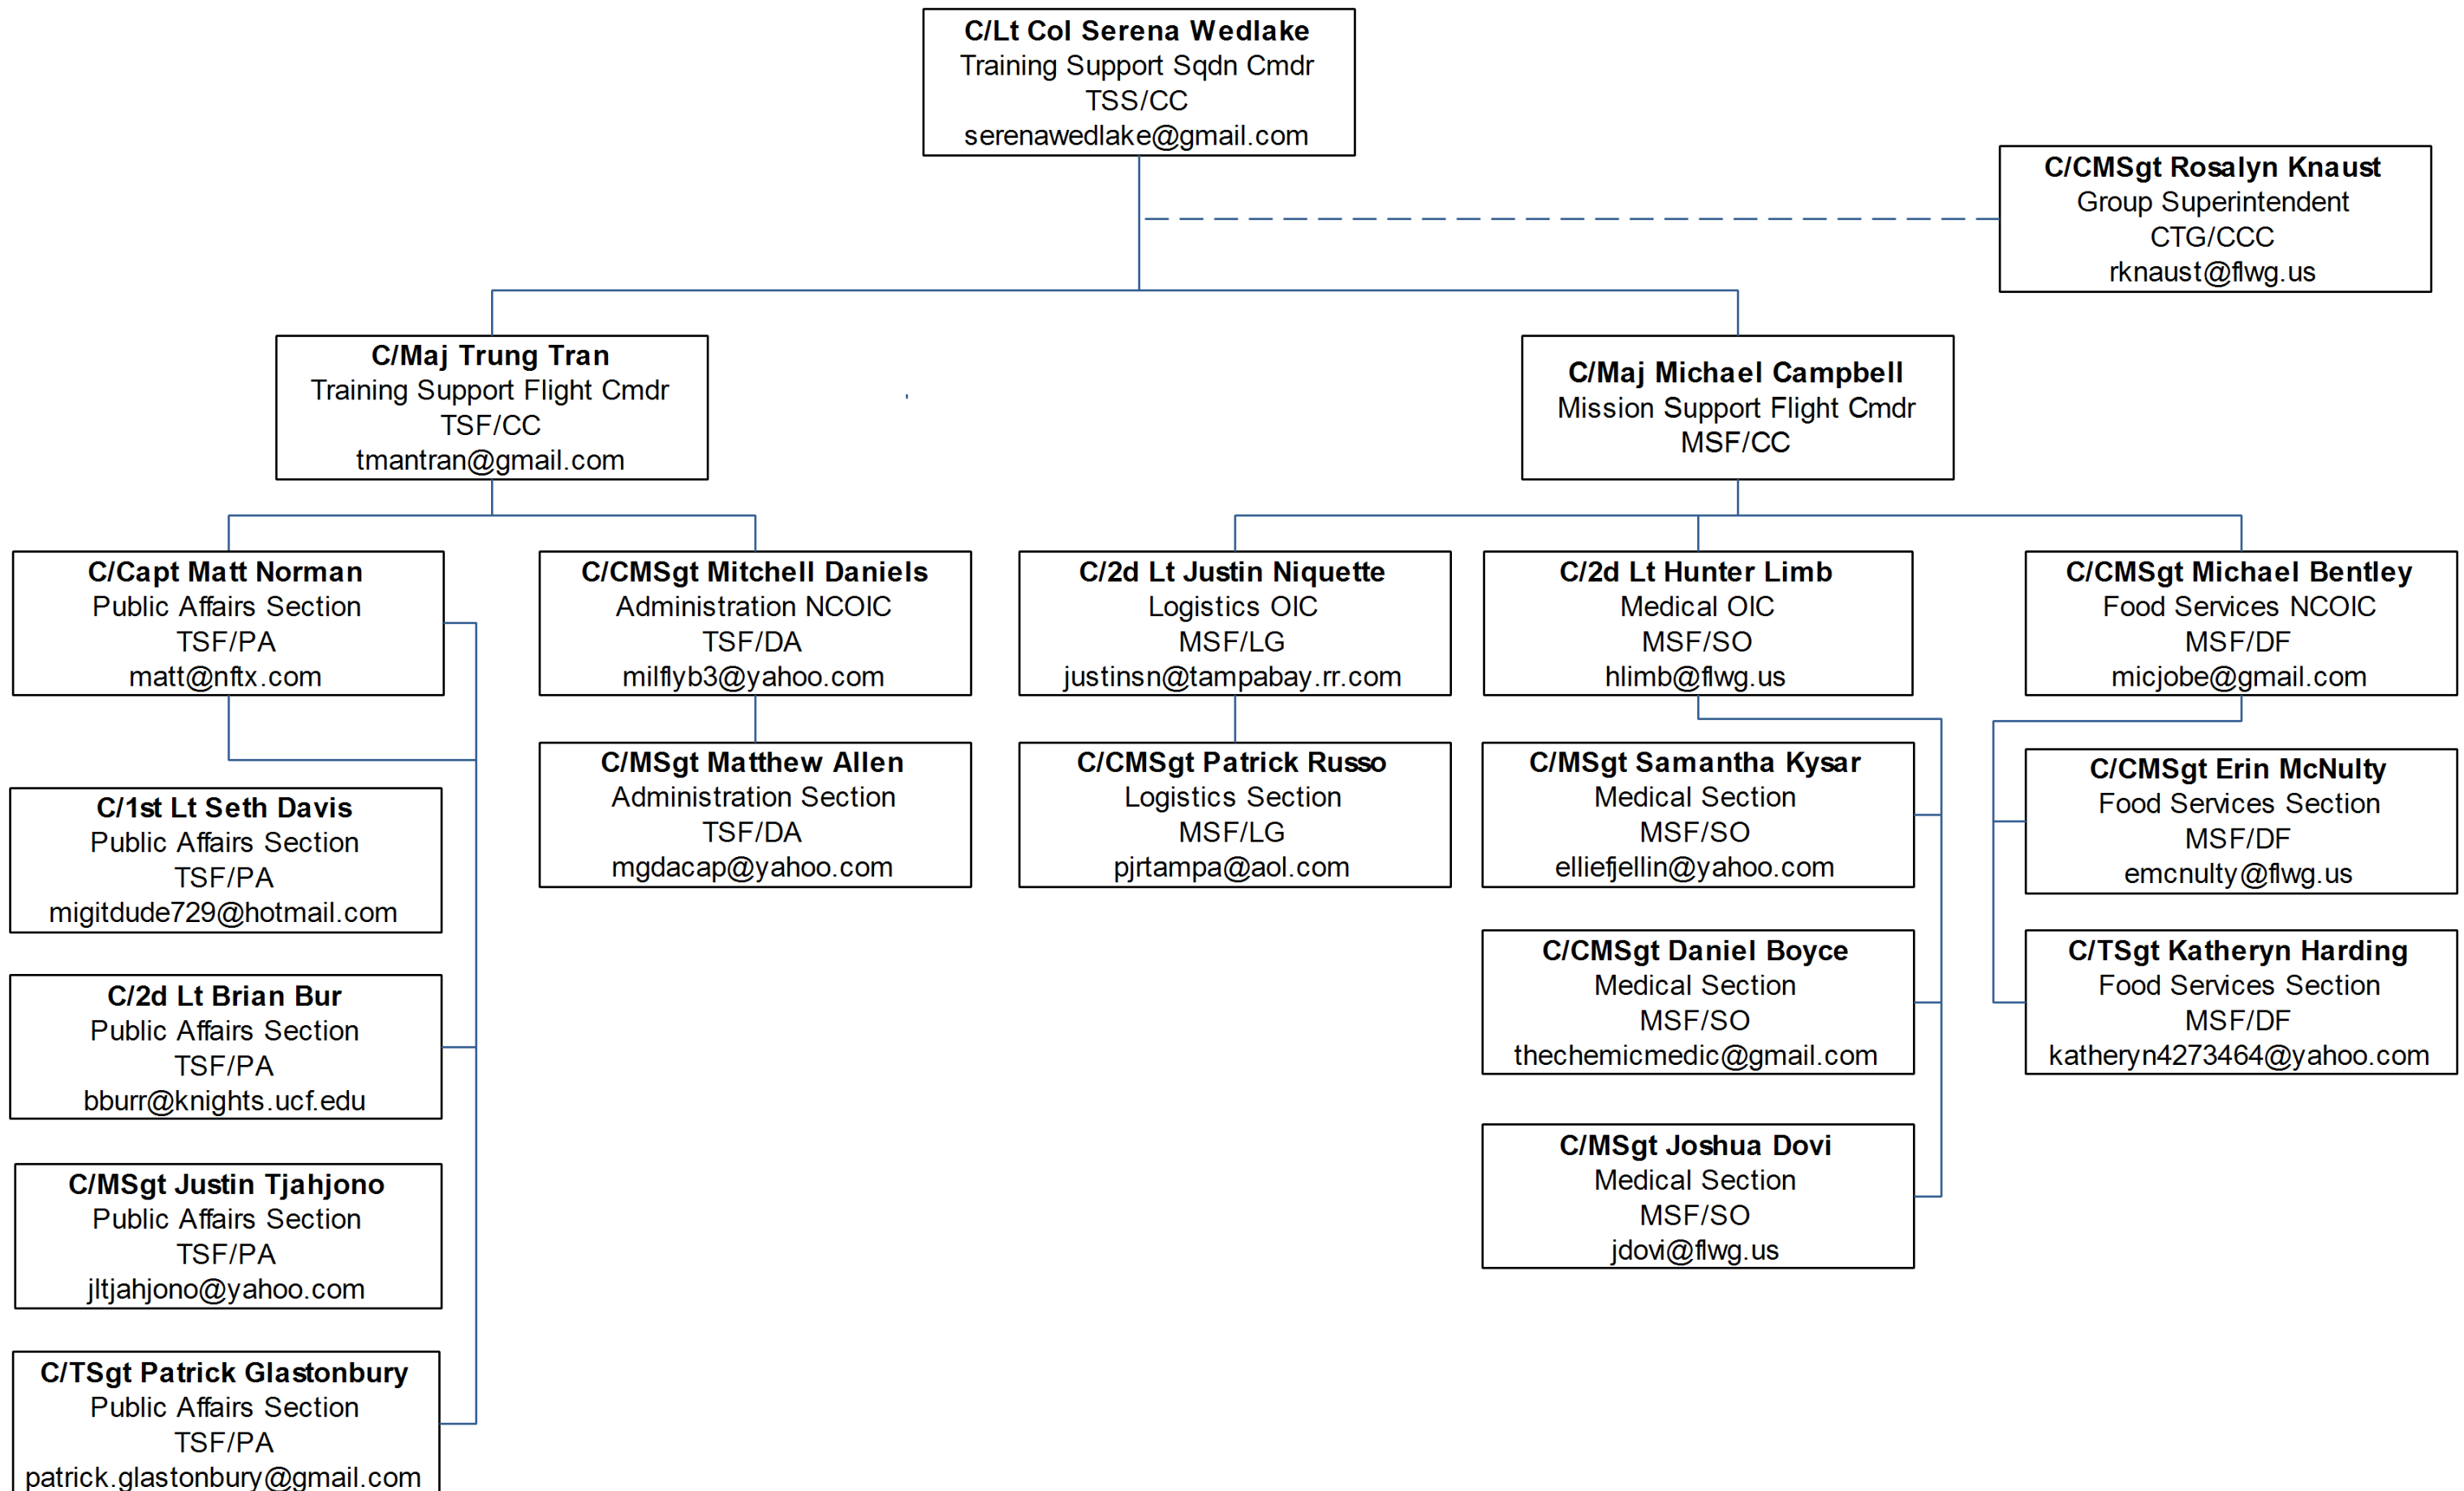 C/Lt Col Serena Wedlake
Training Support Sqdn Cmdr
TSS/CC
serenawedlake@gmail.com
C/CMSgt Rosalyn Knaust
Group Superintendent
CTG/CCC
rknaust@flwg.us
C/Maj Trung Tran
Training Support Flight Cmdr
TSF/CC
tmantran@gmail.com
C/Maj Michael Campbell
Mission Support Flight Cmdr
MSF/CC
C/Capt Matt Norman
Public Affairs Section
TSF/PA
matt@nftx.com
C/CMSgt Mitchell Daniels
Administration NCOIC
TSF/DA
milflyb3@yahoo.com
C/2d Lt Justin Niquette
Logistics OIC
MSF/LG
justinsn@tampabay.rr.com
C/2d Lt Hunter Limb
Medical OIC
MSF/SO
hlimb@flwg.us
C/CMSgt Michael Bentley
Food Services NCOIC
MSF/DF
micjobe@gmail.com
C/1st Lt Seth Davis
Public Affairs Section
TSF/PA
migitdude729@hotmail.com
C/MSgt Matthew Allen
Administration Section
TSF/DA
mgdacap@yahoo.com
C/CMSgt Patrick Russo
Logistics Section
MSF/LG
pjrtampa@aol.com
C/MSgt Samantha Kysar
Medical Section
MSF/SO
elliefjellin@yahoo.com
C/CMSgt Erin McNulty
Food Services Section
MSF/DF
emcnulty@flwg.us
C/2d Lt Brian Bur
Public Affairs Section
TSF/PA
bburr@knights.ucf.edu
C/CMSgt Daniel Boyce
Medical Section
MSF/SO
thechemicmedic@gmail.com
C/TSgt Katheryn Harding
Food Services Section
MSF/DF
katheryn4273464@yahoo.com
C/MSgt Justin Tjahjono
Public Affairs Section
TSF/PA
jltjahjono@yahoo.com
C/MSgt Joshua Dovi
Medical Section
MSF/SO
jdovi@flwg.us
C/TSgt Patrick Glastonbury
Public Affairs Section
TSF/PA
patrick.glastonbury@gmail.com